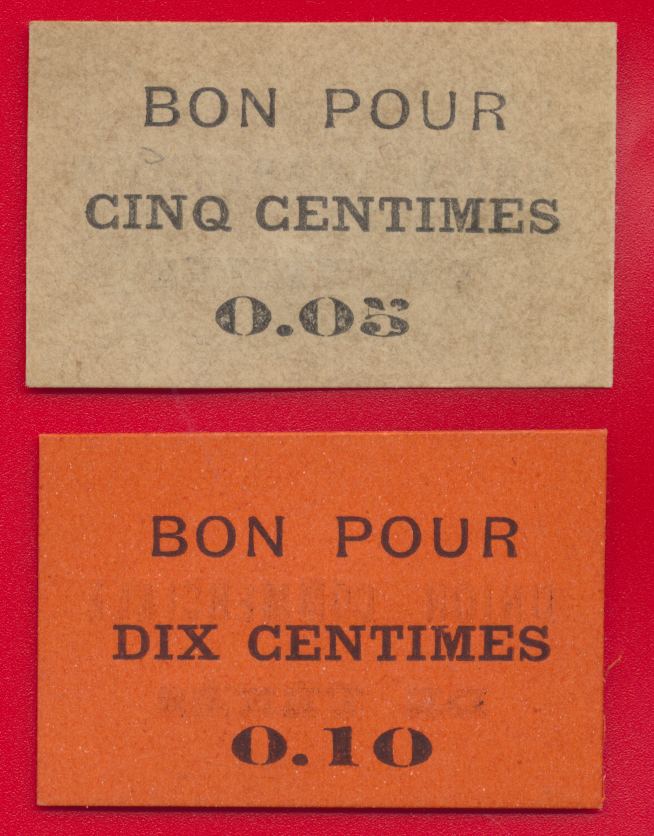 BON POUR
CINQ CENTIMES
0.05
BON POUR
DIX CENTIMES
0.10